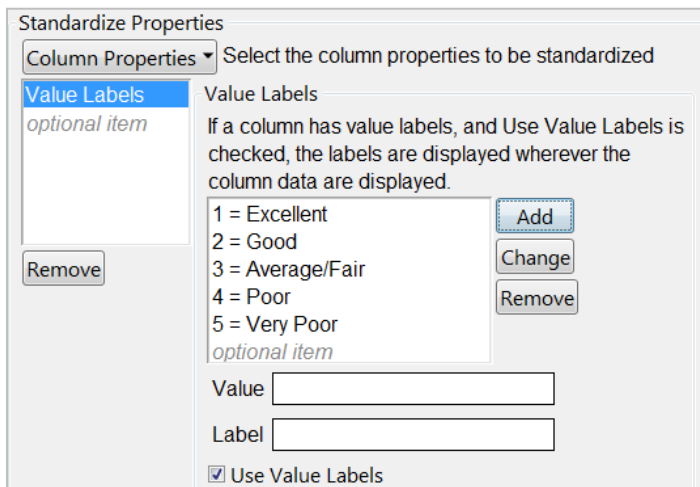 Standardize Properties
Column Properties Select the column properties to be standardized
Value Labels
optional item
Remove
Value Labels
If a column has value labels, and Use Value Labels is
checked, the labels are displayed wherever the
column data are displayed.
1 = Excellent
2 = Good
3 = Average/Fair
4 = Poor
5 = Very Poor
optional item
Add
Change
Remove
Value
Label
Use Value Labels